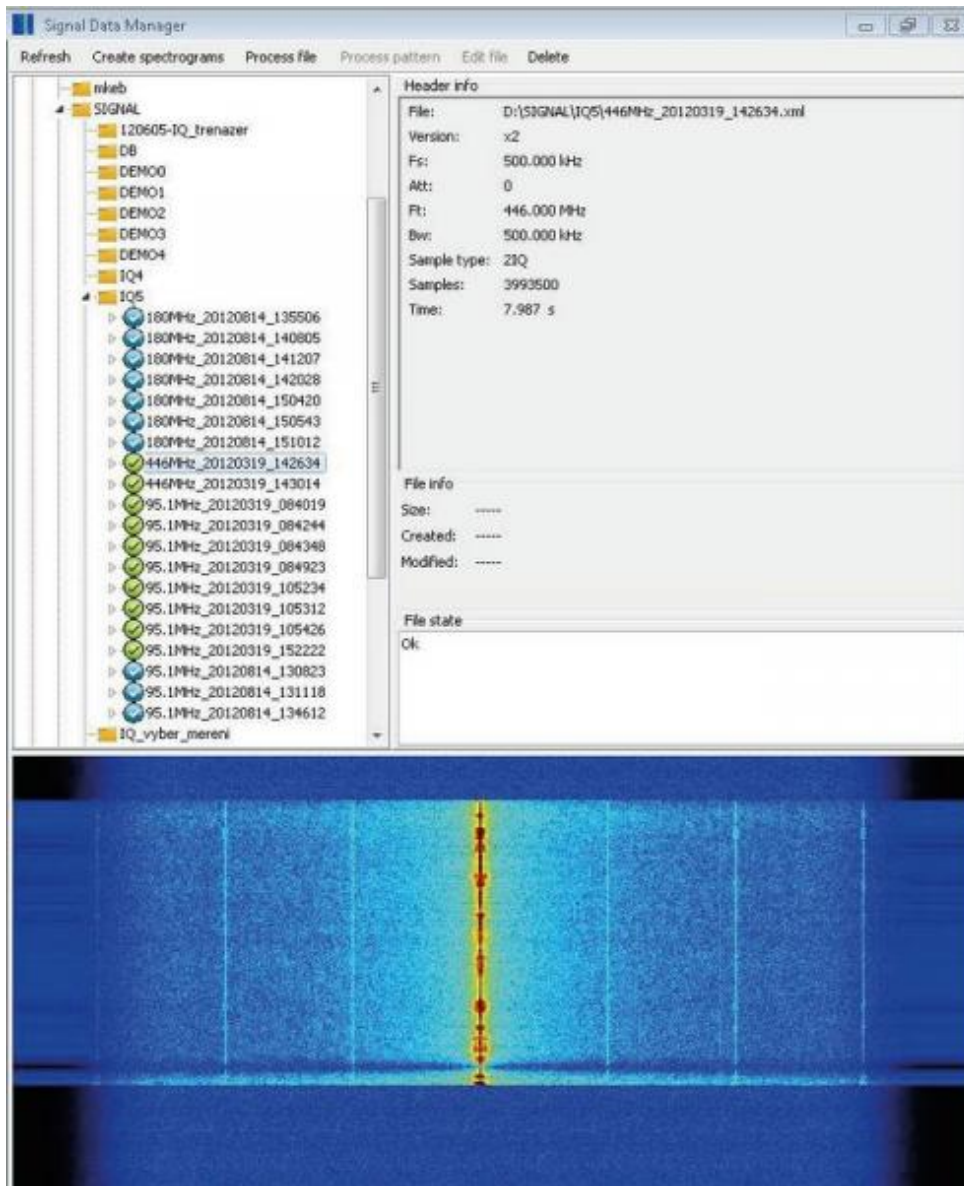 Signal Data Manager
Refresh Create spectrograms Process file Process pattern Edit file Delete
mkeb
SIGNAL
120605-IQ_trenazer
DB
DEMO0
DEMO1
DEMO2
DEMO3
DEMO4
IQ4
IQ5
180MHz_20120814_135506
180MHz_20120814_140805
180MHz_20120814_141207
180MHz_20120814_142028
180MHz_20120814_150420
180MHz_20120814_150543
180MHz_20120814_151012
446MHz_20120319_142634
446MHz_20120319_143014
95.1MHz_20120319_084019
95.1MHz_20120319_084244
95.1MHz_20120319_084348
95.1MHz_20120319_084923
95.1MHz_20120319_105234
95.1MHz_20120319_105312
95.1MHz_20120319_105426
95.1MHz_20120319_152222
95.1MHz_20120814_130823
95.1MHz_20120814_131118
95.1MHz_20120814_134612
IQ_vyber_mereni
Header info
File: D:\SIGNAL\IQ5\446MHz_20120319_142634.xml
Version: x2
Fs: 500.000 kHz
Att: 0
Ft: 446.000 MHz
Bw: 500.000 kHz
Sample type: 2IQ
Samples: 3993500
Time: 7.987 s
File info
Size: -----
Created: -----
Modified: -----
File state
Ok